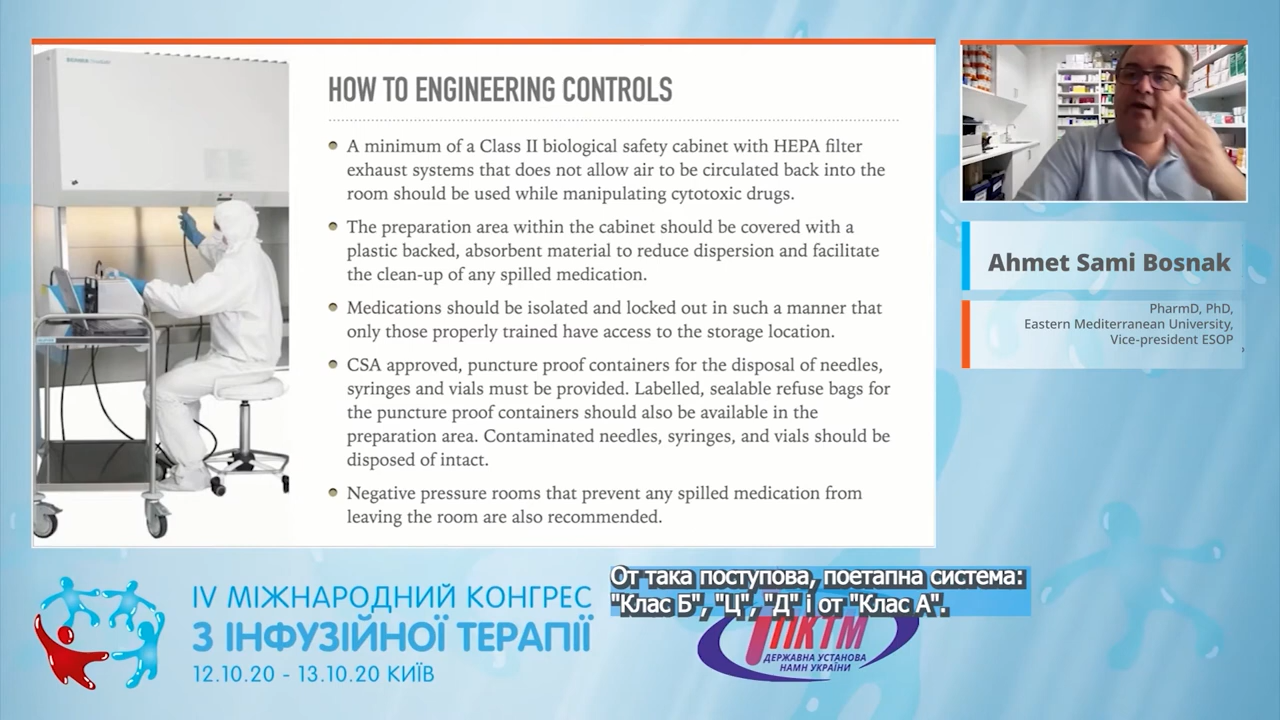 HOW TO ENGINEERING CONTROLS
A minimum of a Class II biological safety cabinet with HEPA filter
exhaust systems that does not allow air to be circulated back into the
room should be used while manipulating cytotoxic drugs.
The preparation area within the cabinet should be covered with a
plastic backed, absorbent material to reduce dispersion and facilitate
the clean-up of any spilled medication.
Medications should be isolated and locked out in such a manner that
only those properly trained have access to the storage location.
CSA approved, puncture proof containers for the disposal of needles,
syringes and vials must be provided. Labelled, sealable refuse bags for
the puncture proof containers should also be available in the
preparation area. Contaminated needles, syringes, and vials should be
disposed of intact.
Negative pressure rooms that prevent any spilled medication from
leaving the room are also recommended.
Ahmet Sami Bosnak
PharmD, PhD,
Eastern Mediterranean University,
Vice-president ESOP
От така поступова, поетапна система:
"Клас Б", "Ц", "Д" і от "Клас А".
IV МІЖНАРОДНИЙ КОНГРЕС
З ІНФУЗІЙНОЇ ТЕРАПІЇ
12.10.20 - 13.10.20 КИЇВ
ДЕРЖАВНА УСТАНОВА
НАМН УКРАЇНИ